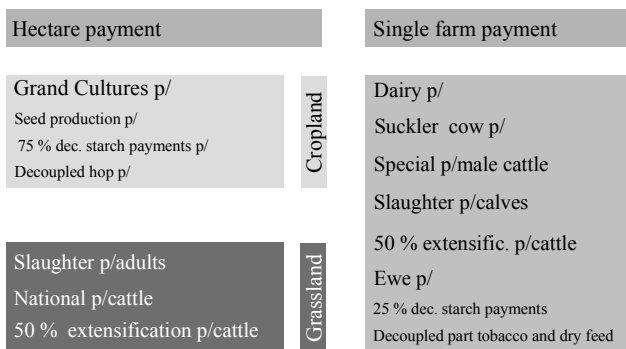 Hectare payment
Grand Cultures p/
Seed production p/
75 % dec. starch payments p/
Decoupled hop p/
Cropland
Slaughter p/adults
National p/cattle
50 % extensification p/cattle
Grassland
Single farm payment
Dairy p/
Suckler cow p/
Special p/male cattle
Slaughter p/calves
50 % extensific. p/cattle
Ewe p/
25 % dec. starch payments
Decoupled part tobacco and dry feed